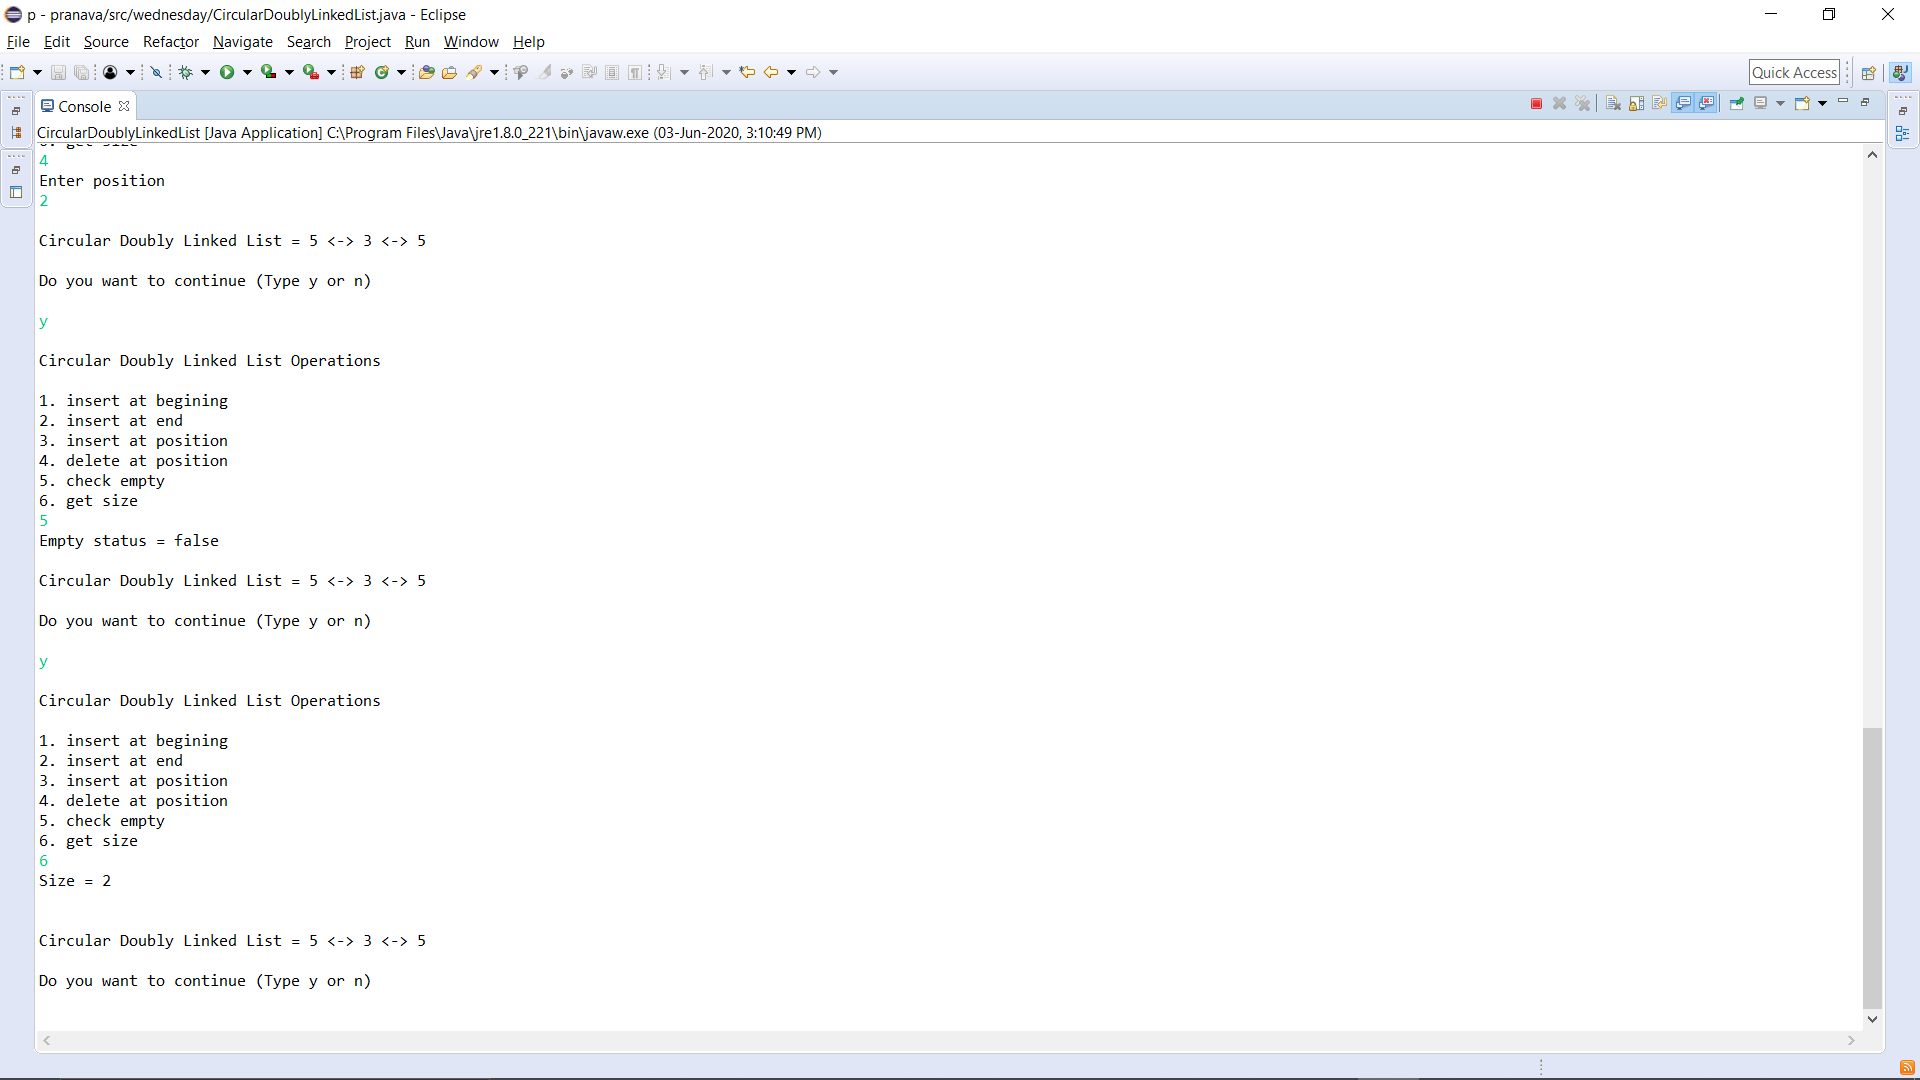 p - pranava/src/wednesday/CircularDoublyLinkedList.java - Eclipse
File Edit Source Refactor Navigate Search Project Run Window Help
Quick Access
Console
CircularDoublyLinkedList [Java Application] C:\Program Files\Java\jre1.8.0_221\bin\javaw.exe (03-Jun-2020, 3:10:49 PM)
6. get size
4
Enter position
2
Circular Doubly Linked List = 5 <-> 3 <-> 5
Do you want to continue (Type y or n)
y
Circular Doubly Linked List Operations
1. insert at begining
2. insert at end
3. insert at position
4. delete at position
5. check empty
6. get size
5
Empty status = false
Circular Doubly Linked List = 5 <-> 3 <-> 5
Do you want to continue (Type y or n)
y
Circular Doubly Linked List Operations
1. insert at begining
2. insert at end
3. insert at position
4. delete at position
5. check empty
6. get size
6
Size = 2
Circular Doubly Linked List = 5 <-> 3 <-> 5
Do you want to continue (Type y or n)